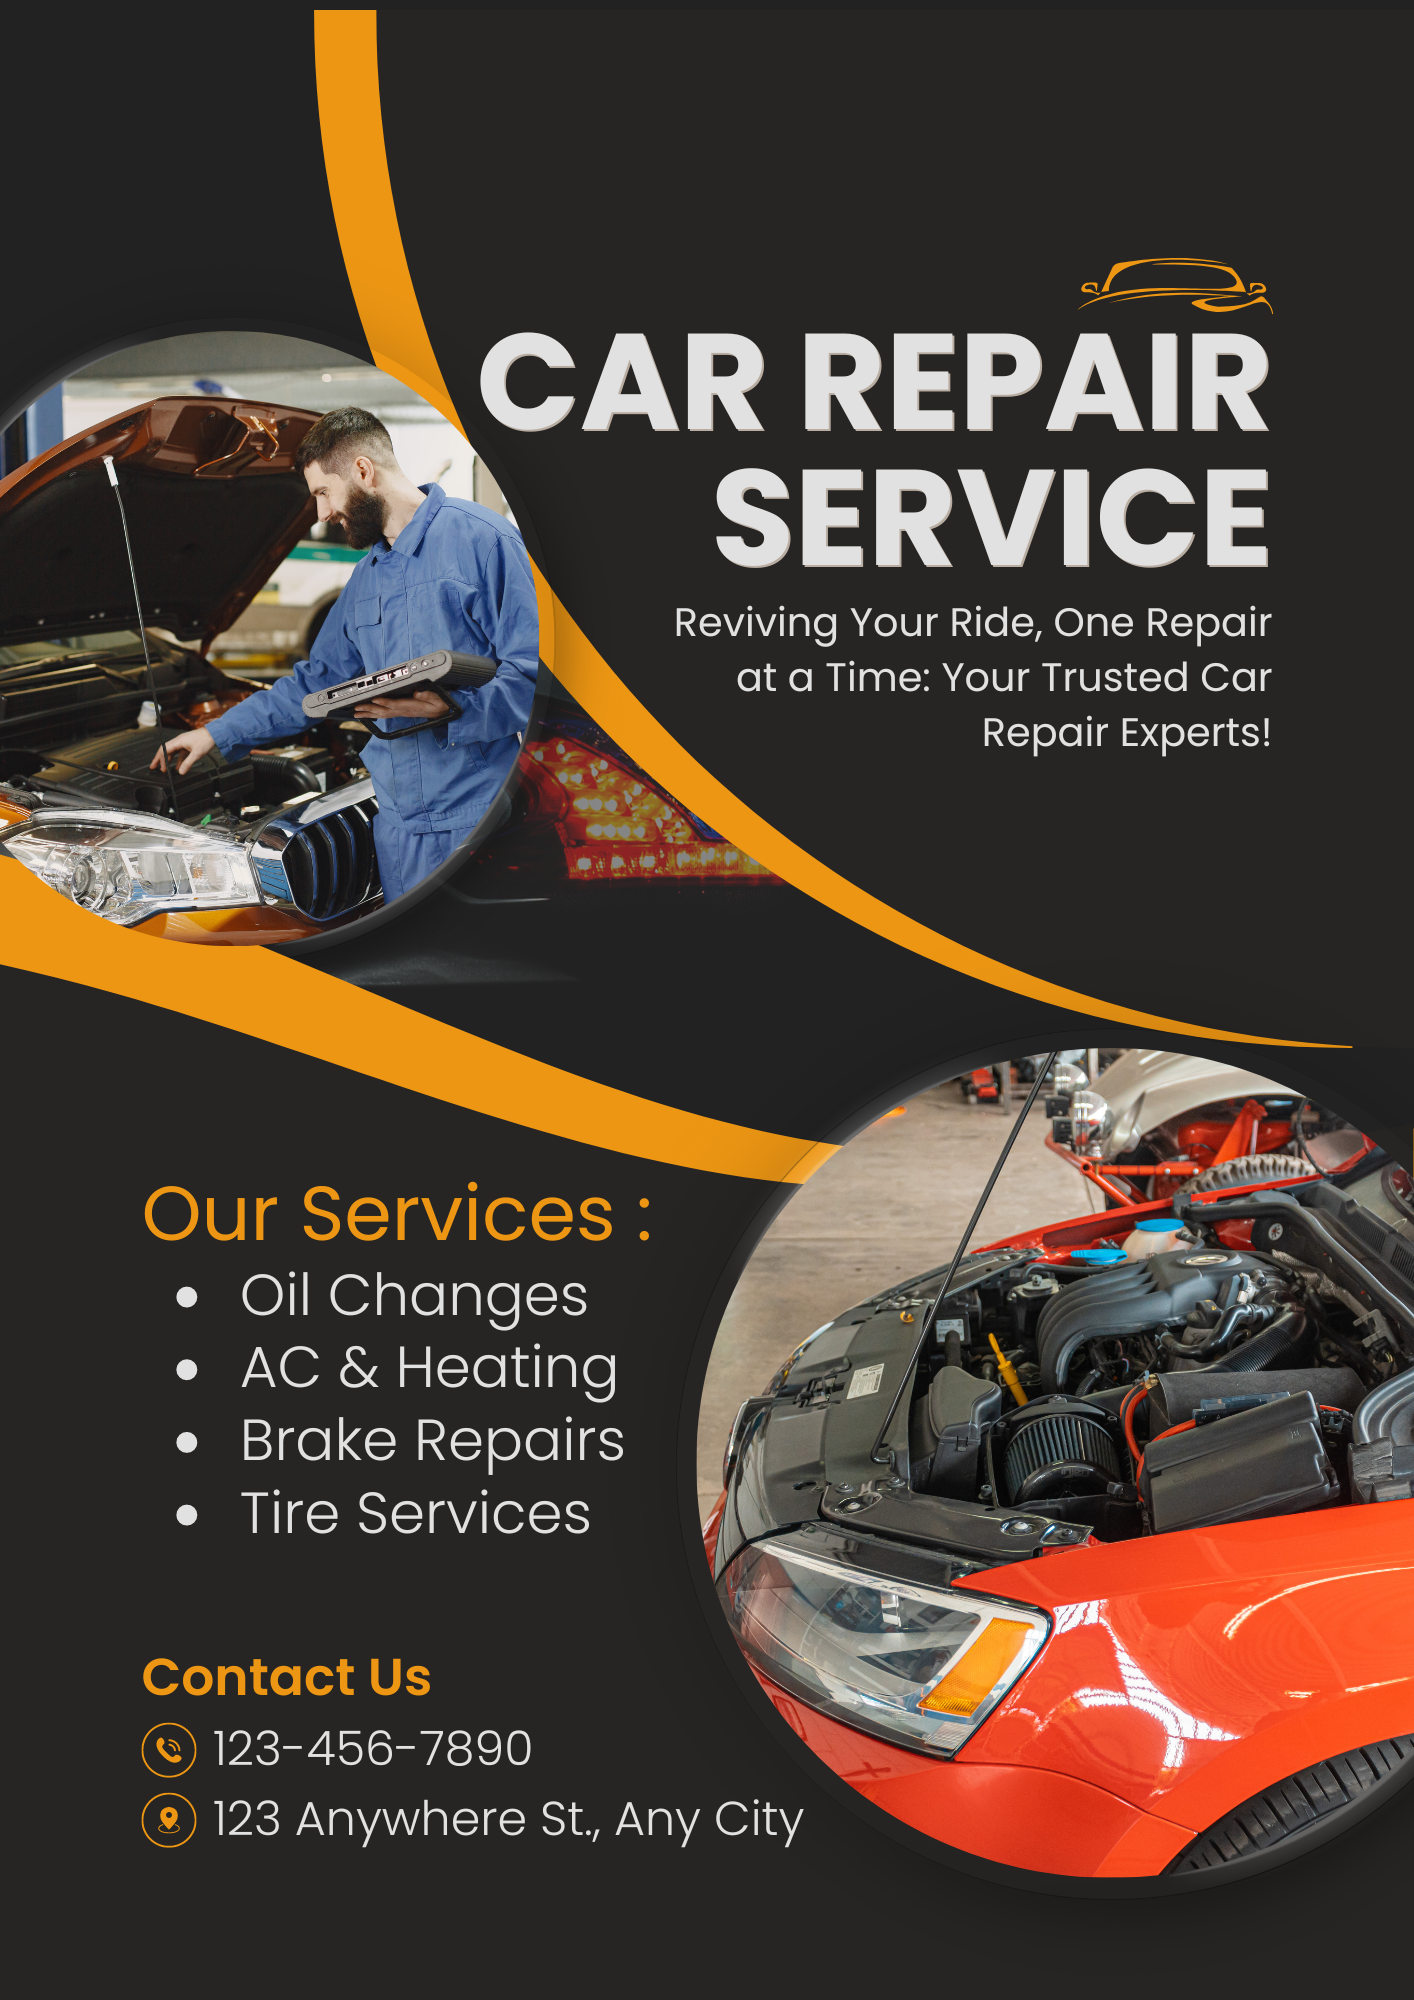 CAR REPAIR
SERVICE
Reviving Your Ride, One Repair
at a Time: Your Trusted Car
Repair Experts!
Our Services :
• Oil Changes
• AC & Heating
• Brake Repairs
• Tire Services
Contact Us
123-456-7890
123 Anywhere St., Any City